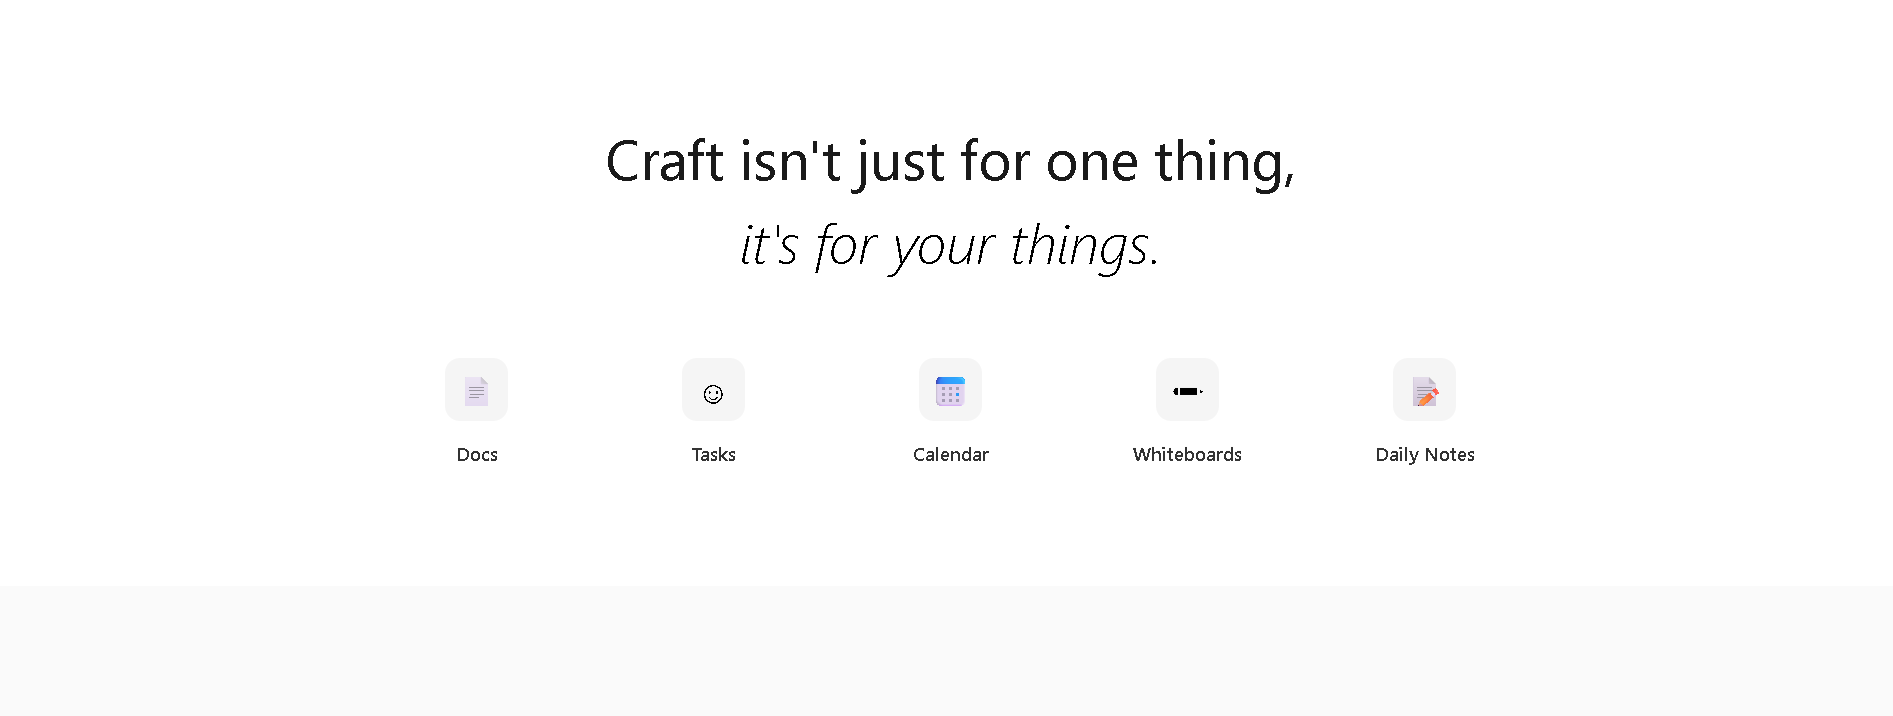 Craft isn't just for one thing,
it's for your things.
Docs
Tasks
Calendar
Whiteboards
Daily Notes